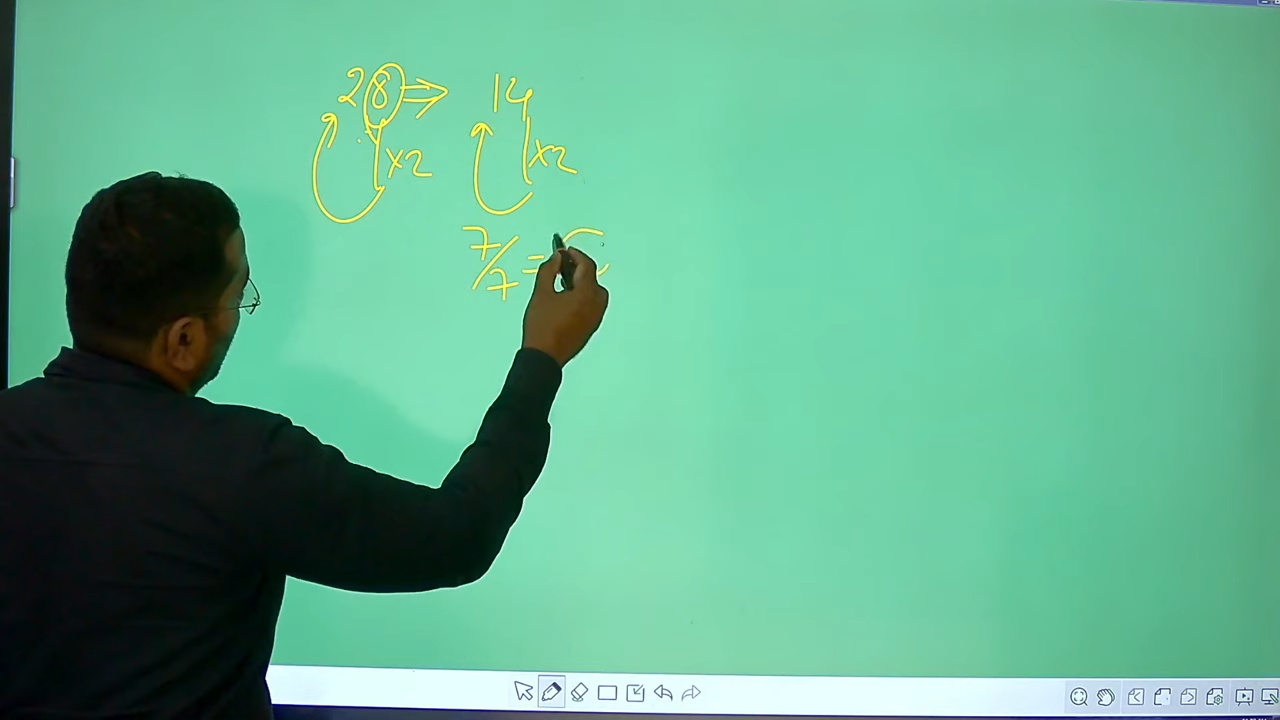 28 ⇒ 14
×2 ×2
7/7 =